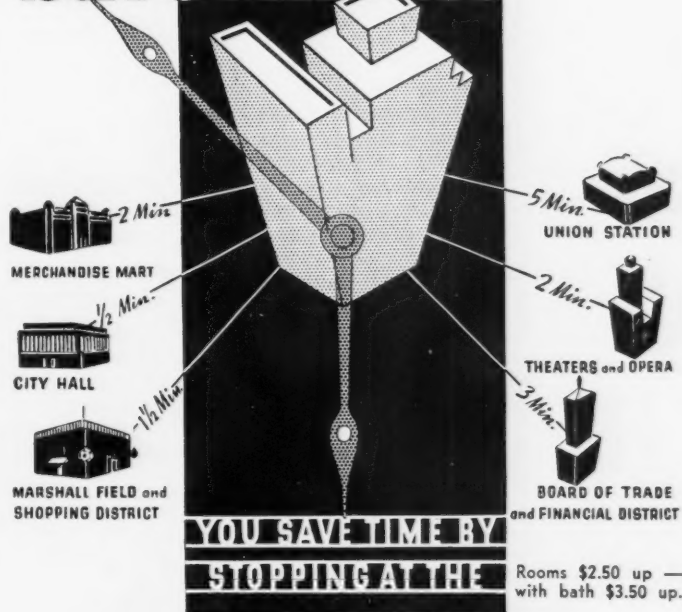 2 Min
MERCHANDISE MART
1/2 Min.
CITY HALL
1 1/2 Min
MARSHALL FIELD and
SHOPPING DISTRICT
5 Min.
UNION STATION
2 Min.
THEATERS and OPERA
3 Min.
BOARD OF TRADE
and FINANCIAL DISTRICT
YOU SAVE TIME BY
STOPPING AT THE
Rooms $2.50 up —
with bath $3.50 up.